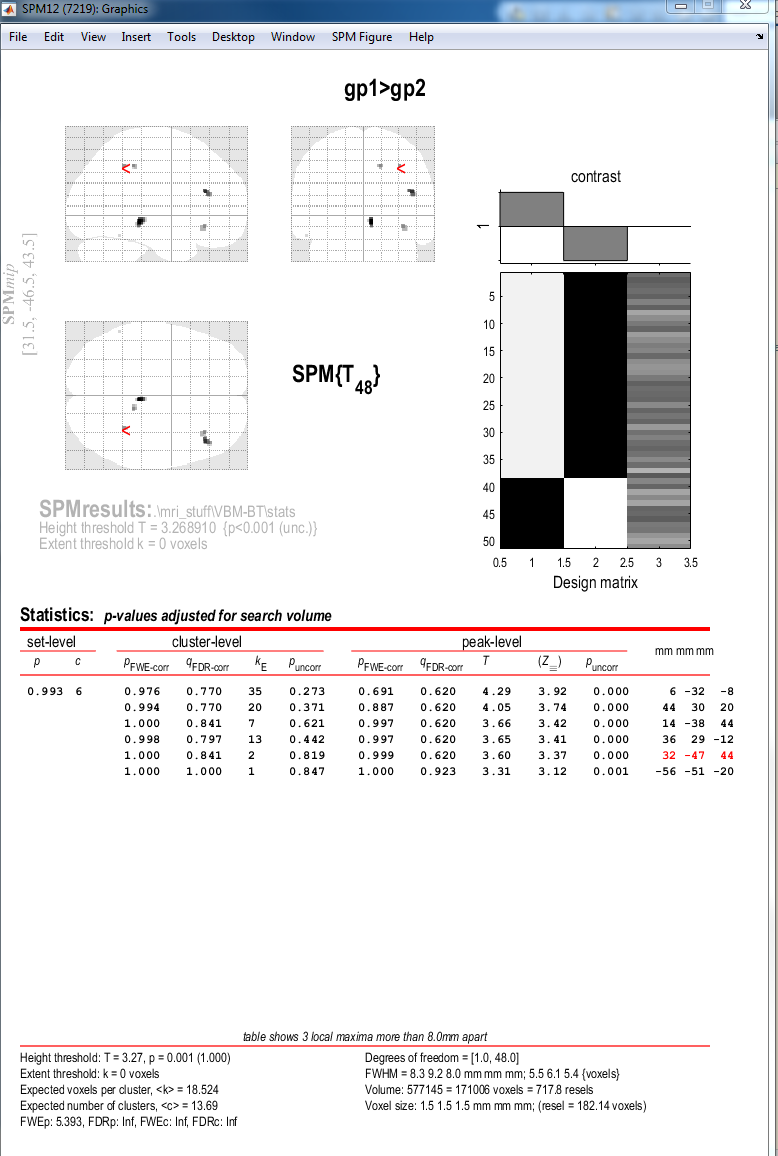 SPM12 (7219): Graphics
File Edit View Insert Tools Desktop Window SPM Figure Help
gp1>gp2
SPMmip
[31.5, -46.5, 43.5]
<
<
<
SPM{T48}
contrast
1
5
10
15
20
25
30
35
40
45
50
0.5 1 1.5 2 2.5 3 3.5
Design matrix
SPMresults: .\mri_stuff\VBM-BT\stats
Height threshold T = 3.268910 {p<0.001 (unc.)}
Extent threshold k = 0 voxels
Statistics: p-values adjusted for search volume
set-level cluster-level peak-level mm mm mm
p c pFWE-corr qFDR-corr kE puncorr pFWE-corr qFDR-corr T (Z≡) puncorr
0.993 6 0.976 0.770 35 0.273 0.691 0.620 4.29 3.92 0.000 6 -32 -8
0.994 0.770 20 0.371 0.887 0.620 4.05 3.74 0.000 44 30 20
1.000 0.841 7 0.621 0.997 0.620 3.66 3.42 0.000 14 -38 44
0.998 0.797 13 0.442 0.997 0.620 3.65 3.41 0.000 36 29 -12
1.000 0.841 2 0.819 0.999 0.620 3.60 3.37 0.000 32 -47 44
1.000 1.000 1 0.847 1.000 0.923 3.31 3.12 0.001 -56 -51 -20
table shows 3 local maxima more than 8.0mm apart
Height threshold: T = 3.27, p = 0.001 (1.000)
Extent threshold: k = 0 voxels
Expected voxels per cluster, <k> = 18.524
Expected number of clusters, <c> = 13.69
FWEp: 5.393, FDRp: Inf, FWEc: Inf, FDRc: Inf
Degrees of freedom = [1.0, 48.0]
FWHM = 8.3 9.2 8.0 mm mm mm; 5.5 6.1 5.4 {voxels}
Volume: 577145 = 171006 voxels = 717.8 resels
Voxel size: 1.5 1.5 1.5 mm mm mm; (resel = 182.14 voxels)